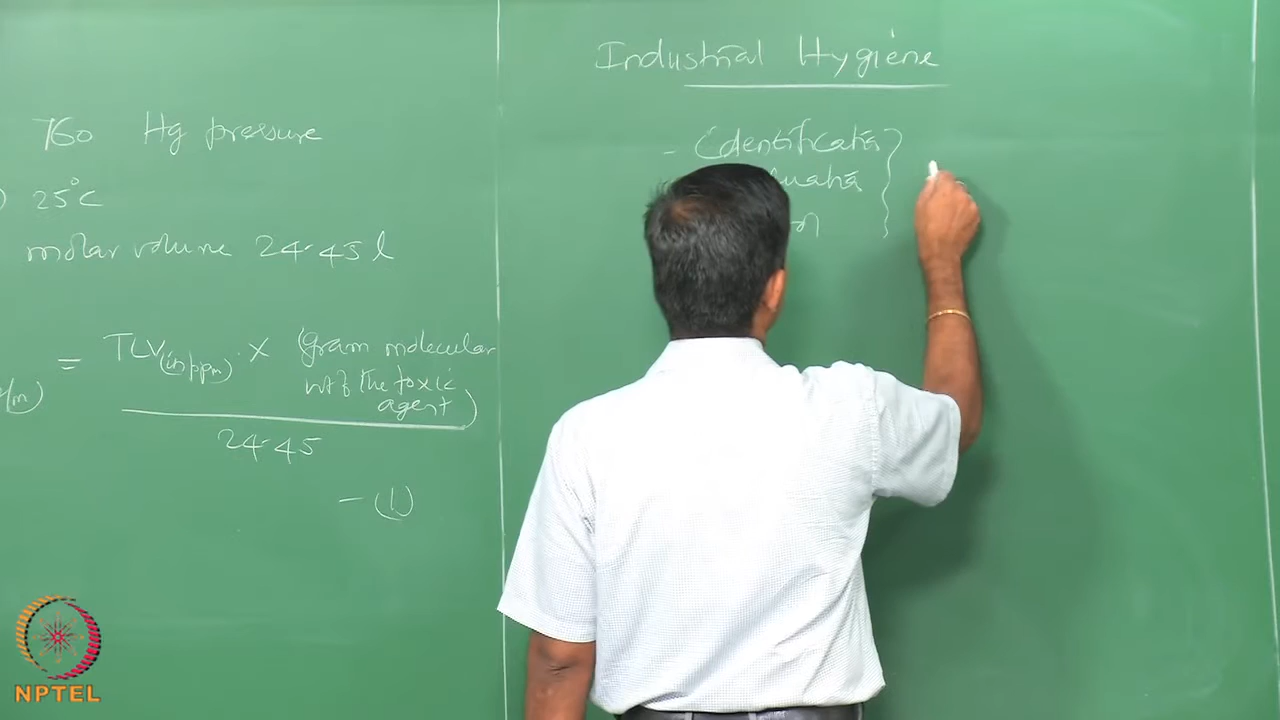 760 Hg pressure
25°C
molar volume 24.45 l
= TLV(in ppm) × (gram molecular
wt of the toxic
agent)
24.45
- (1)
Industrial Hygiene
- Identification
NPTEL